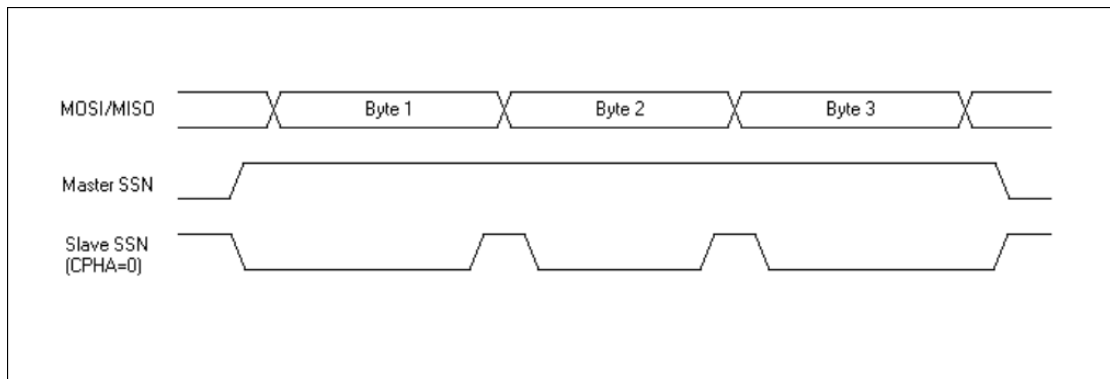 MOSI/MISO
Byte 1
Byte 2
Byte 3
Master SSN
Slave SSN
(CPHA=0)